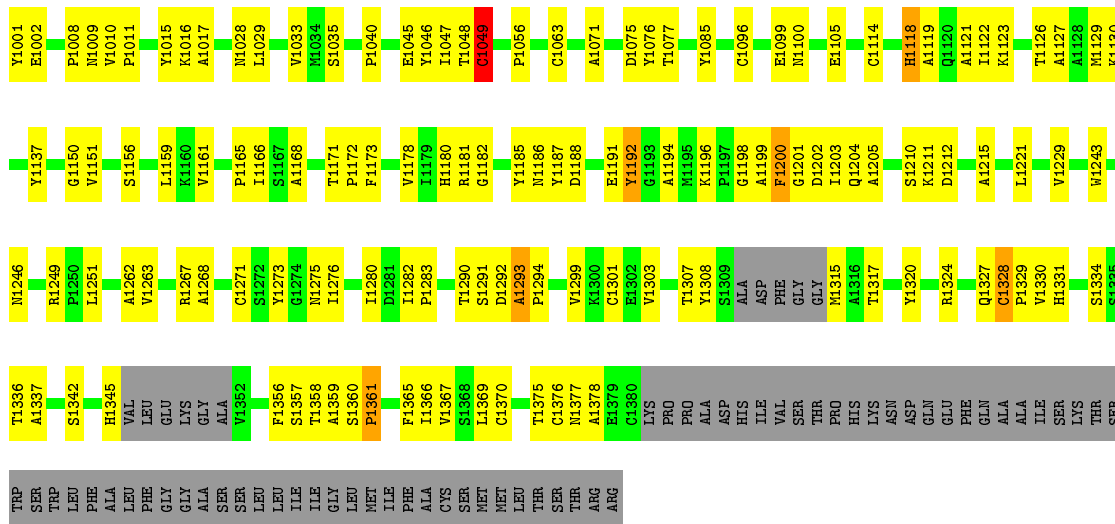 Y1001 E1002 P1008 N1009 V1010 P1011 Y1015 K1016 A1017 N1028 L1029 V1033 M1034 S1035 P1040 E1045 Y1046 I1047 T1048 C1049 P1056 C1063 A1071 D1075 Y1076 T1077 Y1085 C1096 E1099 N1100 E1105 C1114 H1118 A1119 Q1120 A1121 I1122 K1123 T1126 A1127 A1128 M1129 K1130
Y1137 G1150 V1151 S1156 L1159 K1160 V1161 P1165 I1166 S1167 A1168 T1171 P1172 F1173 V1178 I1179 H1180 R1181 G1182 Y1185 N1186 Y1187 D1188 E1191 Y1192 G1193 A1194 M1195 K1196 P1197 G1198 A1199 F1200 G1201 D1202 I1203 Q1204 A1205 S1210 K1211 D1212 A1215 L1221 V1229 W1243
N1246 R1249 P1250 L1251 A1262 V1263 R1267 A1268 C1271 S1272 Y1273 G1274 N1275 I1276 I1280 D1281 I1282 P1283 T1290 S1291 D1292 A1293 P1294 V1299 K1300 C1301 E1302 V1303 T1307 Y1308 S1309 ALA ASP PHE GLY GLY M1315 A1316 T1317 Y1320 R1324 Q1327 C1328 P1329 V1330 H1331 S1334 S1335
T1336 A1337 S1342 H1345 VAL LEU GLU LYS GLY ALA V1352 F1356 S1357 T1358 A1359 S1360 P1361 F1365 I1366 V1367 S1368 L1369 C1370 T1375 C1376 N1377 A1378 E1379 C1380 LYS PRO PRO ALA ASP HIS ILE VAL SER THR PRO HIS LYS ASN ASP GLN GLU PHE GLN ALA ALA ILE SER LYS THR SER
TRP SER TRP LEU PHE ALA LEU PHE GLY GLY ALA SER SER LEU LEU ILE ILE GLY LEU MET ILE PHE ALA CYS SER MET MET LEU THR SER THR ARG ARG